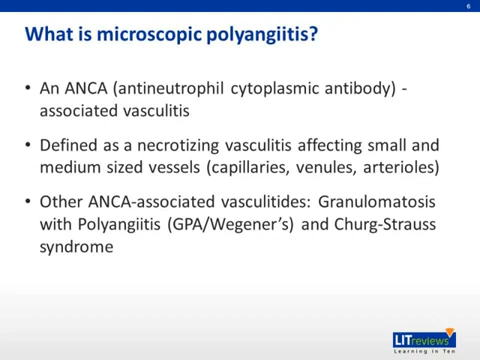 6
What is microscopic polyangiitis?
• An ANCA (antineutrophil cytoplasmic antibody) -
associated vasculitis
• Defined as a necrotizing vasculitis affecting small and
medium sized vessels (capillaries, venules, arterioles)
• Other ANCA-associated vasculitides: Granulomatosis
with Polyangiitis (GPA/Wegener's) and Churg-Strauss
syndrome
LITreviews
Learning in Ten